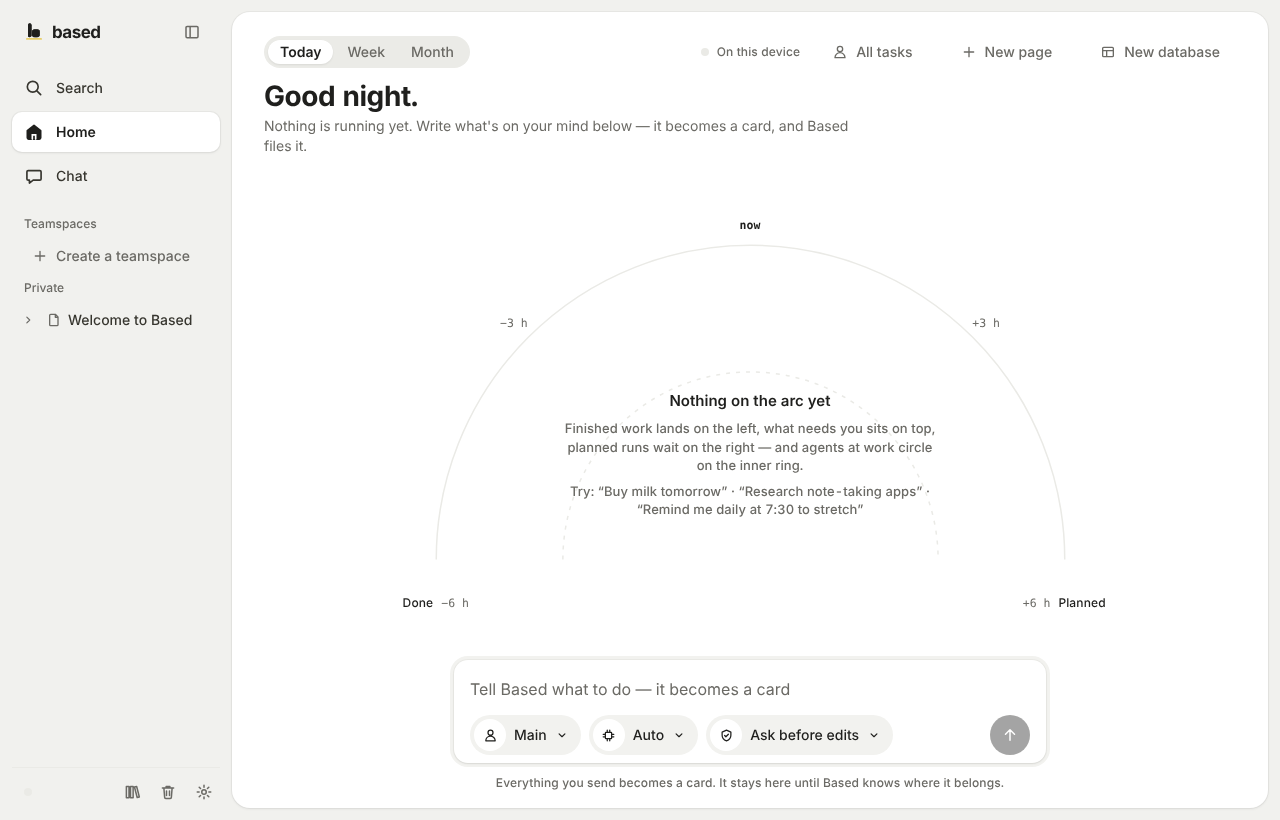 based
Search
Home
Chat
Teamspaces
Create a teamspace
Private
Welcome to Based
Today Week Month
On this device
All tasks
New page
New database
Good night.
Nothing is running yet. Write what's on your mind below — it becomes a card, and Based
files it.
now
−3 h
+3 h
Nothing on the arc yet
Finished work lands on the left, what needs you sits on top,
planned runs wait on the right — and agents at work circle
on the inner ring.
Try: “Buy milk tomorrow” · “Research note-taking apps” ·
“Remind me daily at 7:30 to stretch”
Done −6 h
+6 h Planned
Tell Based what to do — it becomes a card
Main
Auto
Ask before edits
Everything you send becomes a card. It stays here until Based knows where it belongs.